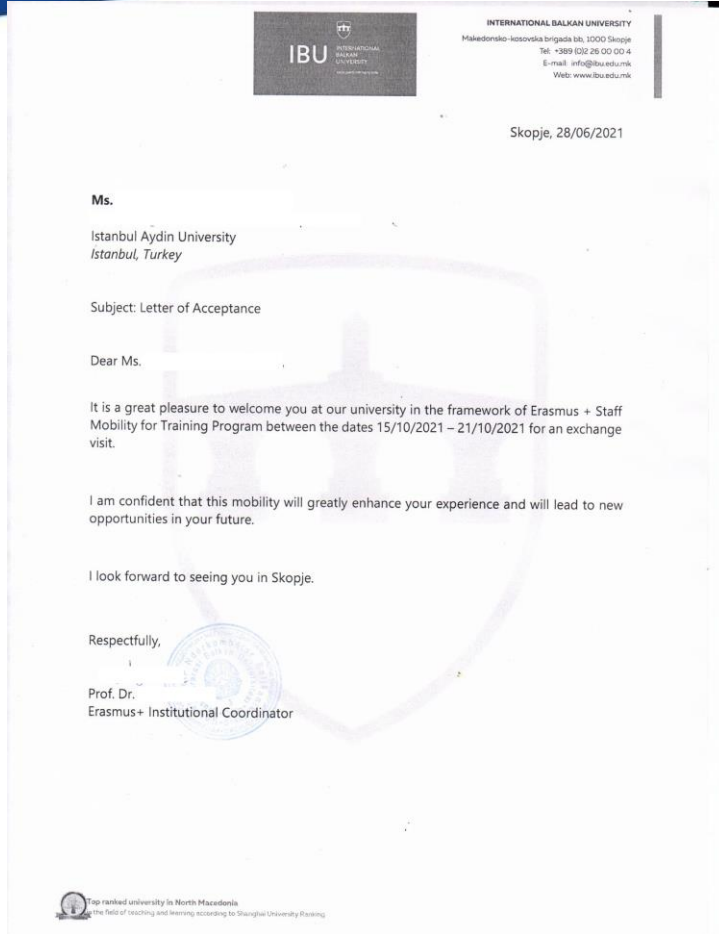 IBU
INTERNATIONAL
BALKAN
UNIVERSITY
INTERNATIONAL BALKAN UNIVERSITY
Makedonsko-kosovska brigada bb, 1000 Skopje
Tel: +389 (0)2 26 00 00 4
E-mail: info@ibu.edu.mk
Web: www.ibu.edu.mk
Skopje, 28/06/2021
Ms.
Istanbul Aydin University
Istanbul, Turkey
Subject: Letter of Acceptance
Dear Ms.
It is a great pleasure to welcome you at our university in the framework of Erasmus + Staff
Mobility for Training Program between the dates 15/10/2021 – 21/10/2021 for an exchange
visit.
I am confident that this mobility will greatly enhance your experience and will lead to new
opportunities in your future.
I look forward to seeing you in Skopje.
Respectfully,
Prof. Dr.
Erasmus+ Institutional Coordinator
Top ranked university in North Macedonia
the field of teaching and learning according to Shanghai University Ranking